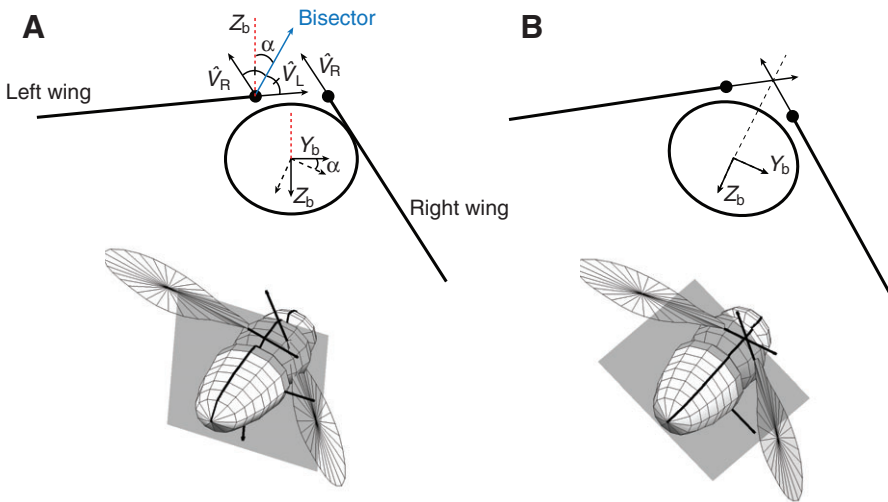 A
Z_b
Bisector
α
V̂_R
V̂_L
V̂_R
Left wing
Y_b
α
Z_b
Right wing
B
Y_b
Z_b